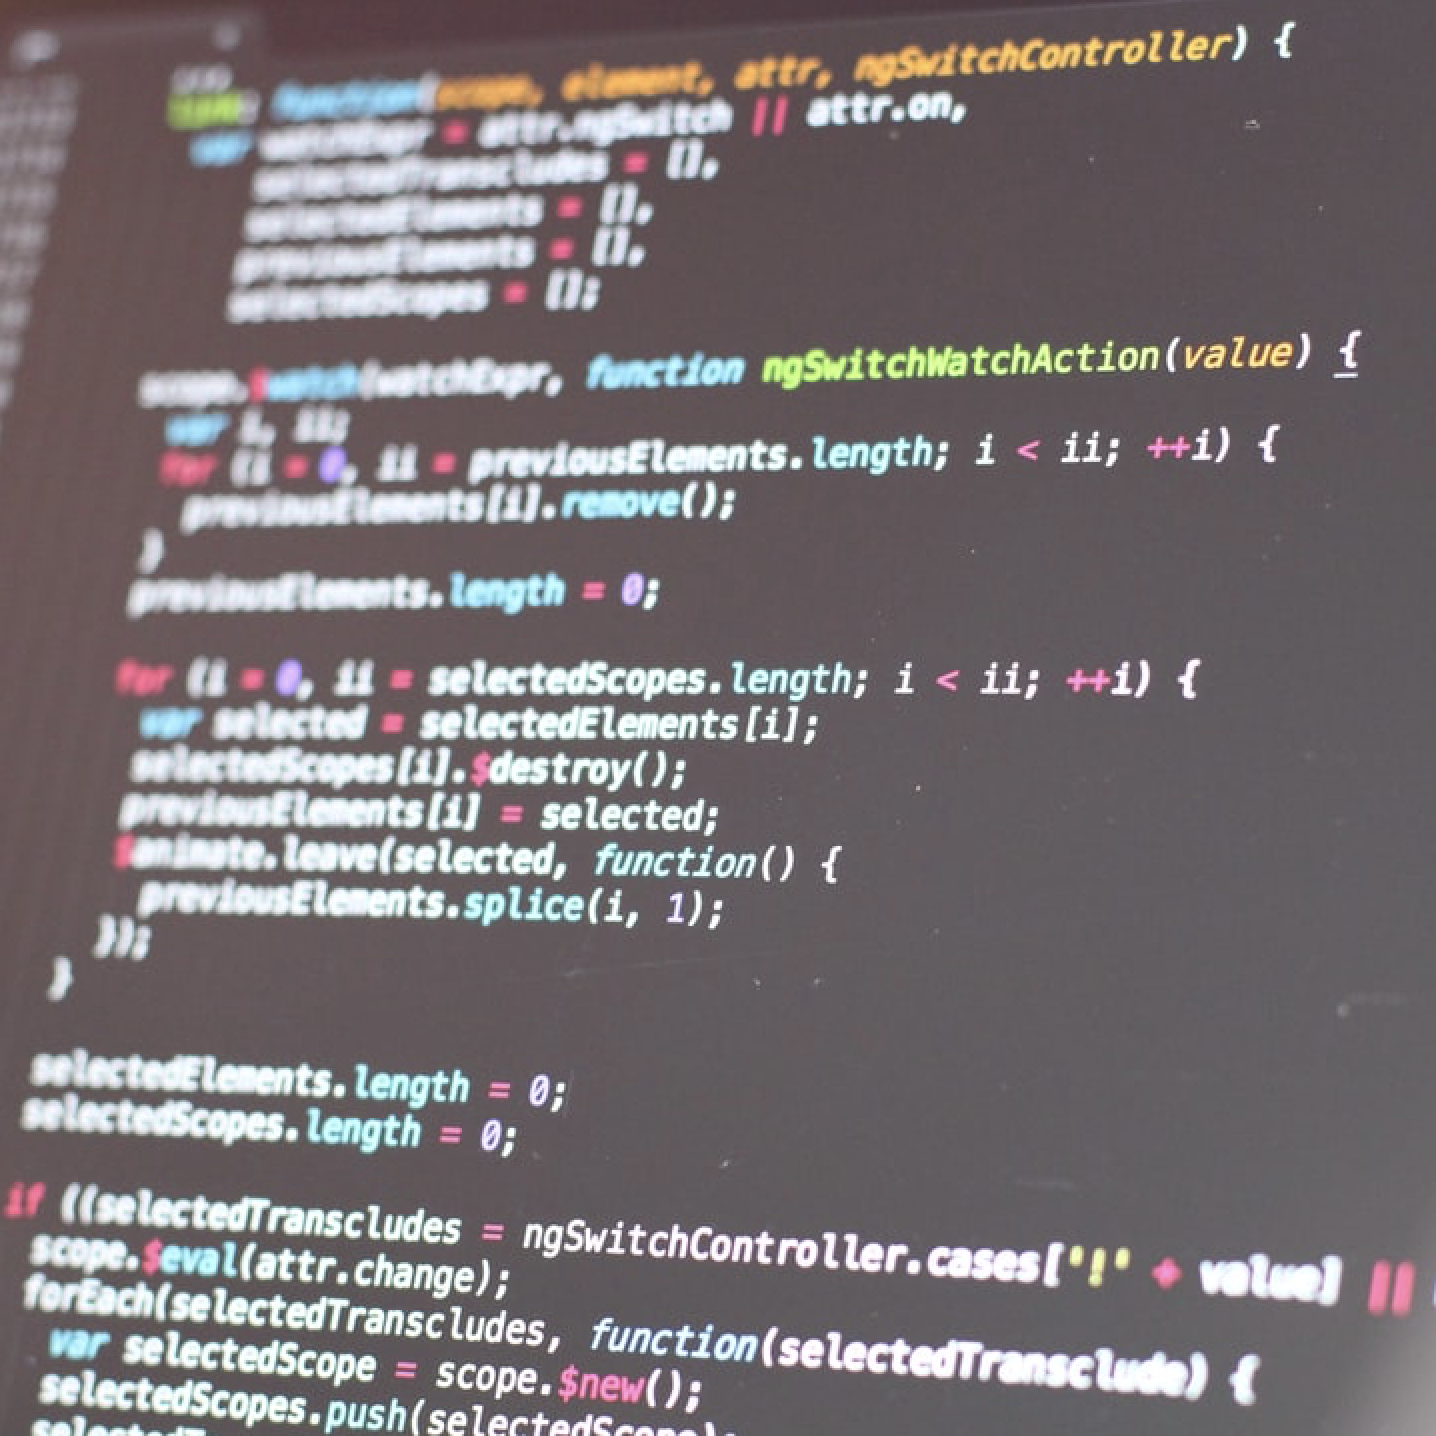 link: function(scope, element, attr, ngSwitchController) {
var watchExpr = attr.ngSwitch || attr.on,
selectedTranscludes = [],
selectedElements = [],
previousElements = [],
selectedScopes = [];
scope.$watch(watchExpr, function ngSwitchWatchAction(value) {
var i, ii;
for (i = 0, ii = previousElements.length; i < ii; ++i) {
previousElements[i].remove();
}
previousElements.length = 0;
for (i = 0, ii = selectedScopes.length; i < ii; ++i) {
var selected = selectedElements[i];
selectedScopes[i].$destroy();
previousElements[i] = selected;
$animate.leave(selected, function() {
previousElements.splice(i, 1);
});
}
selectedElements.length = 0;
selectedScopes.length = 0;
if ((selectedTranscludes = ngSwitchController.cases['!' + value] ||
scope.$eval(attr.change);
forEach(selectedTranscludes, function(selectedTransclude) {
var selectedScope = scope.$new();
selectedScopes.push(selectedScope);